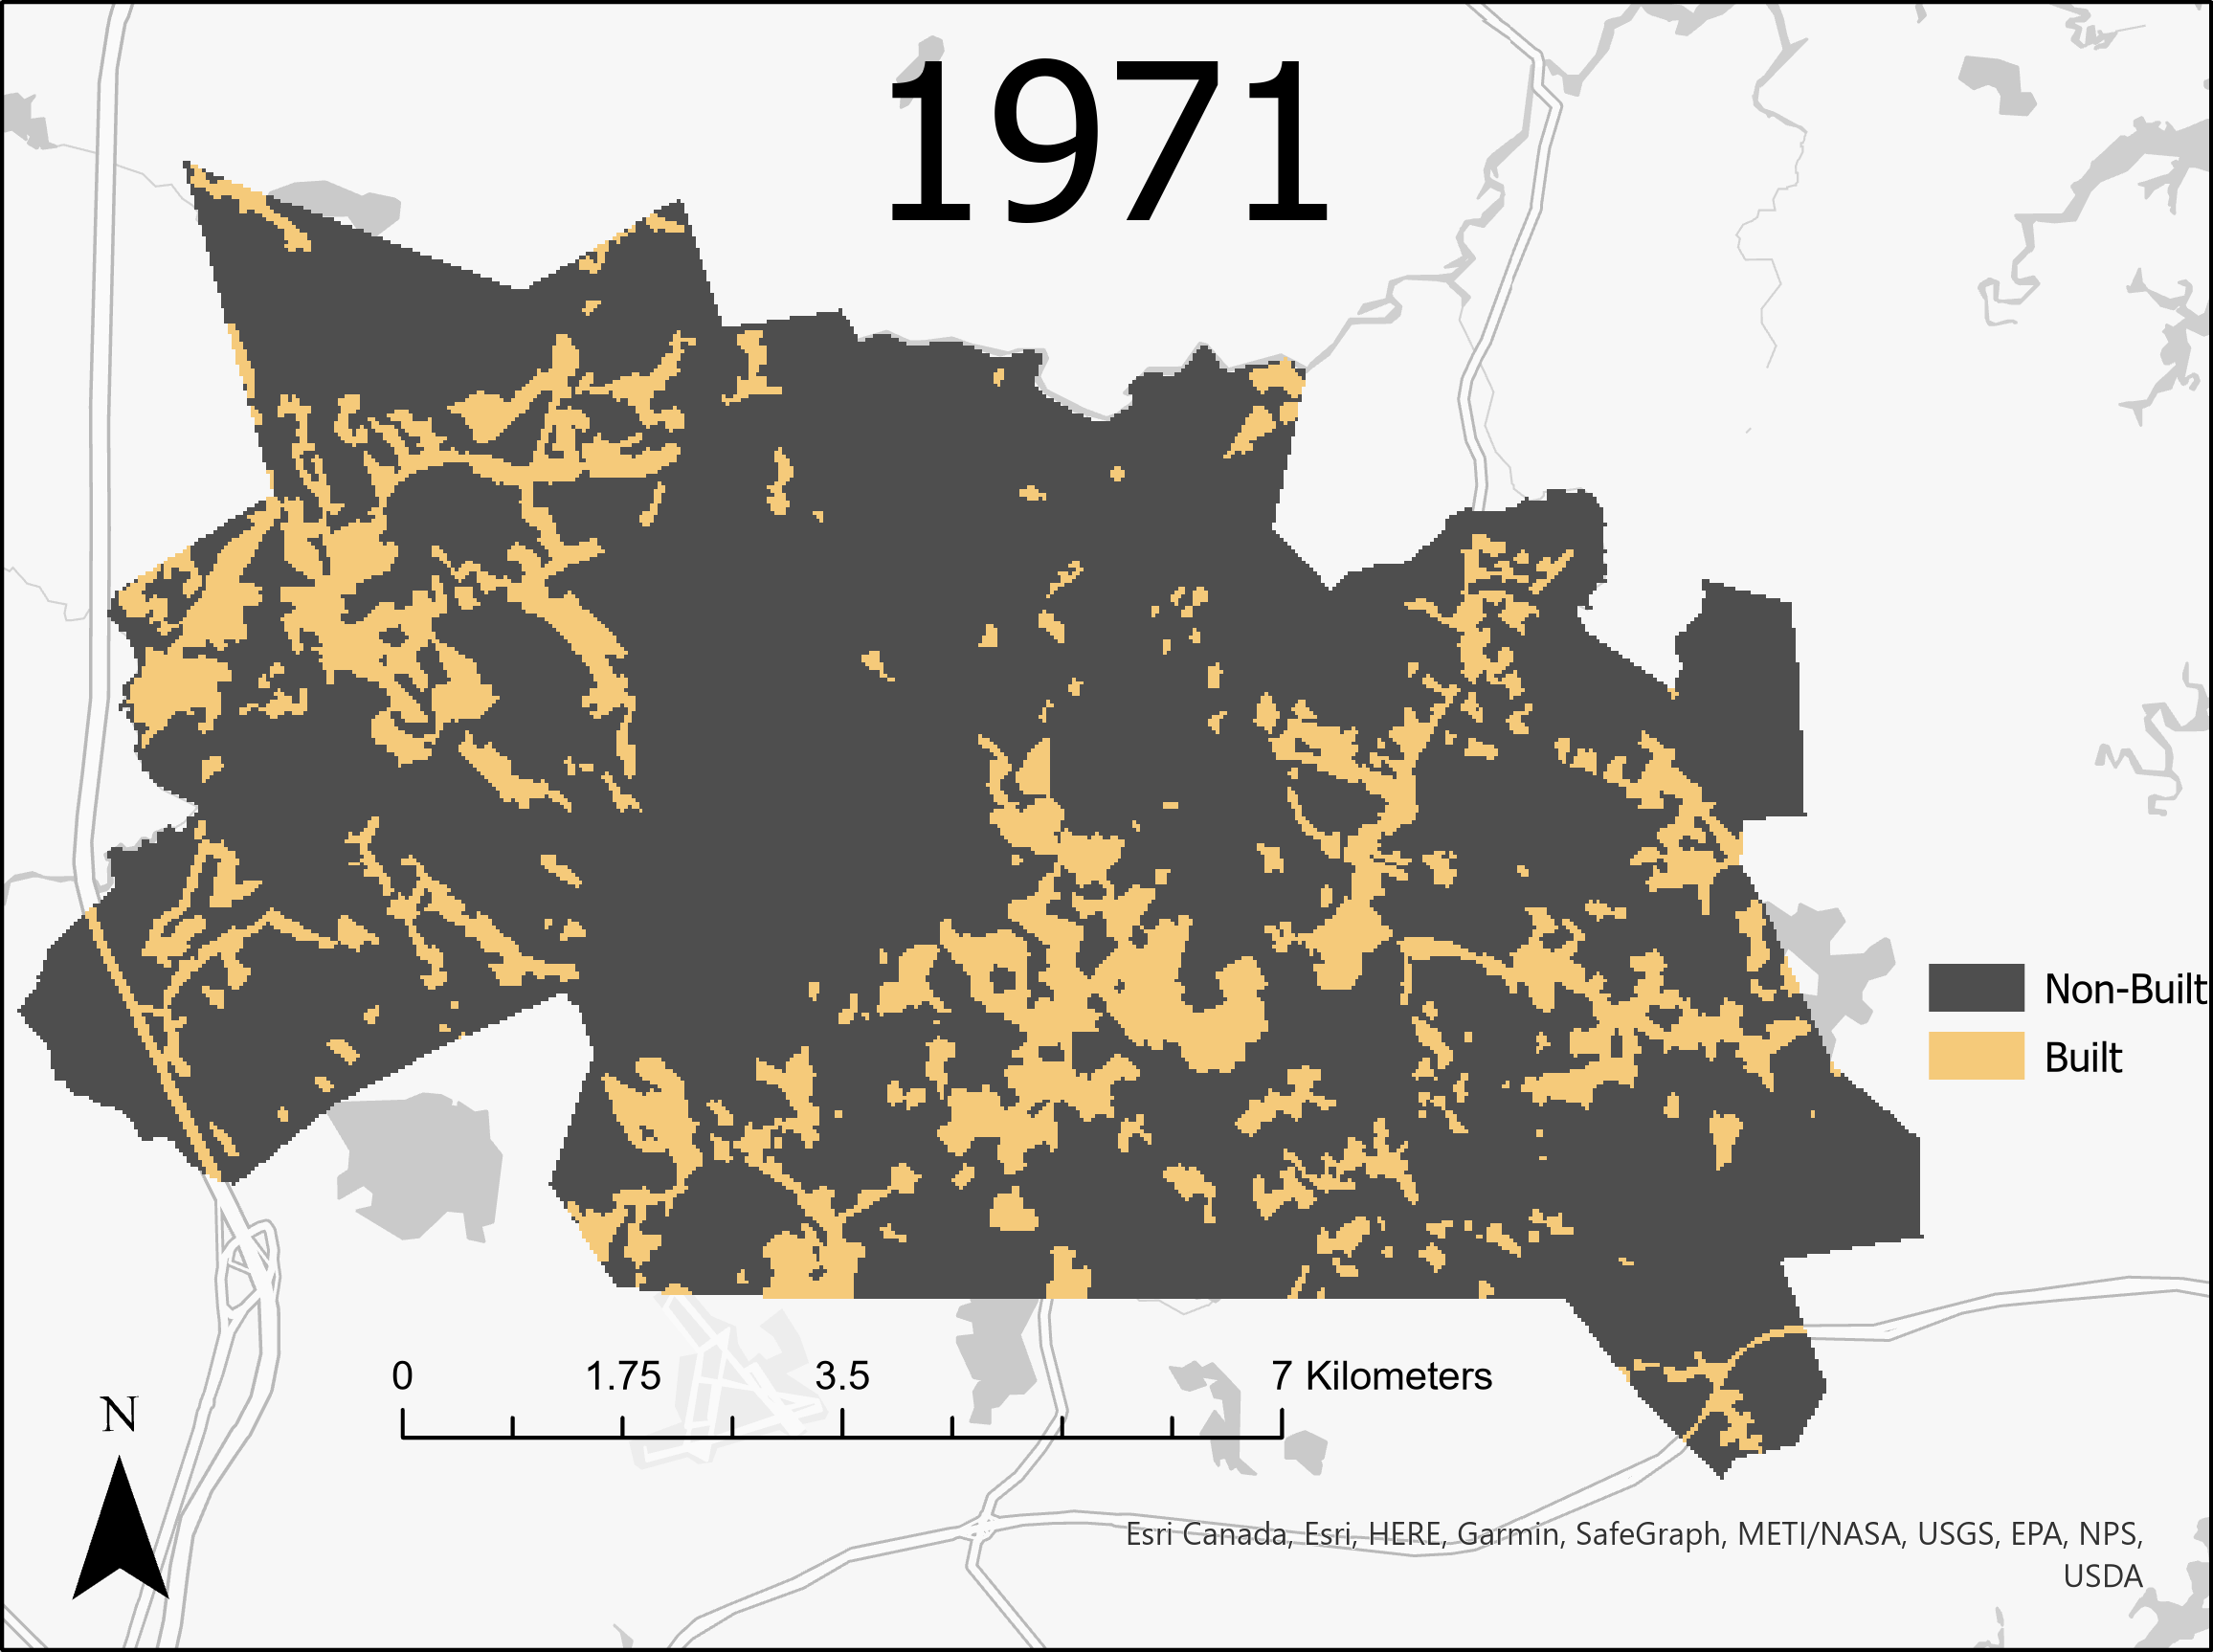 1971
Non-Built
Built
0 1.75 3.5 7 Kilometers
N
Esri Canada, Esri, HERE, Garmin, SafeGraph, METI/NASA, USGS, EPA, NPS,
USDA